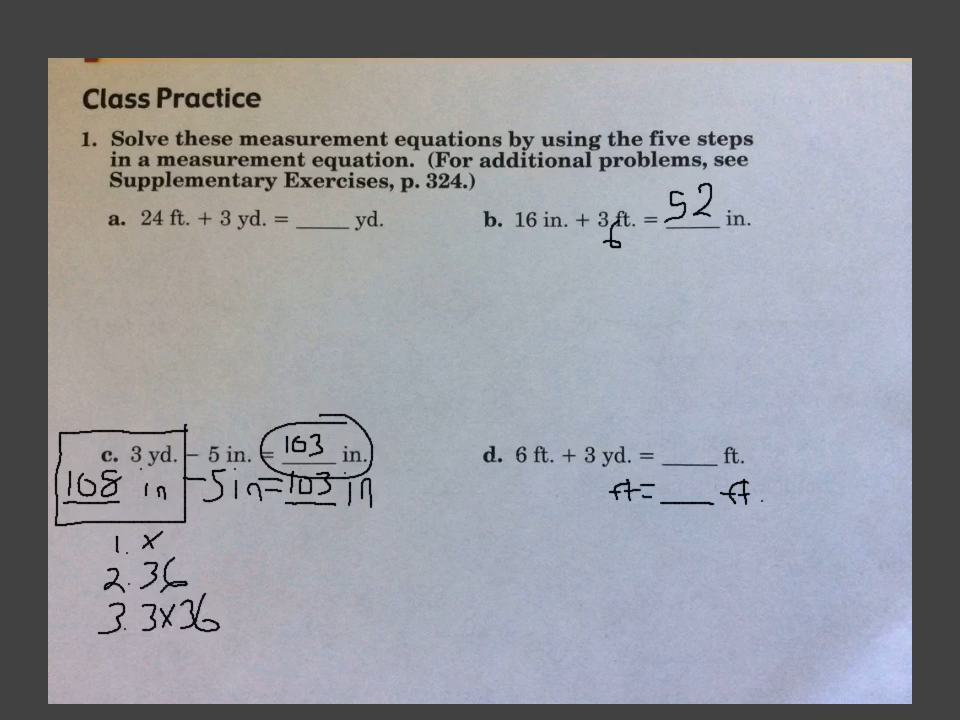 Class Practice
1. Solve these measurement equations by using the five steps
in a measurement equation. (For additional problems, see
Supplementary Exercises, p. 324.)
a. 24 ft. + 3 yd. = ____ yd.
b. 16 in. + 3 ft. = 52 in.
6
c. 3 yd. - 5 in. = 103 in.
108 in - 5 in = 103 in
1. x
2. 36
3. 3x36
d. 6 ft. + 3 yd. = ____ ft.
ft = ____ ft.